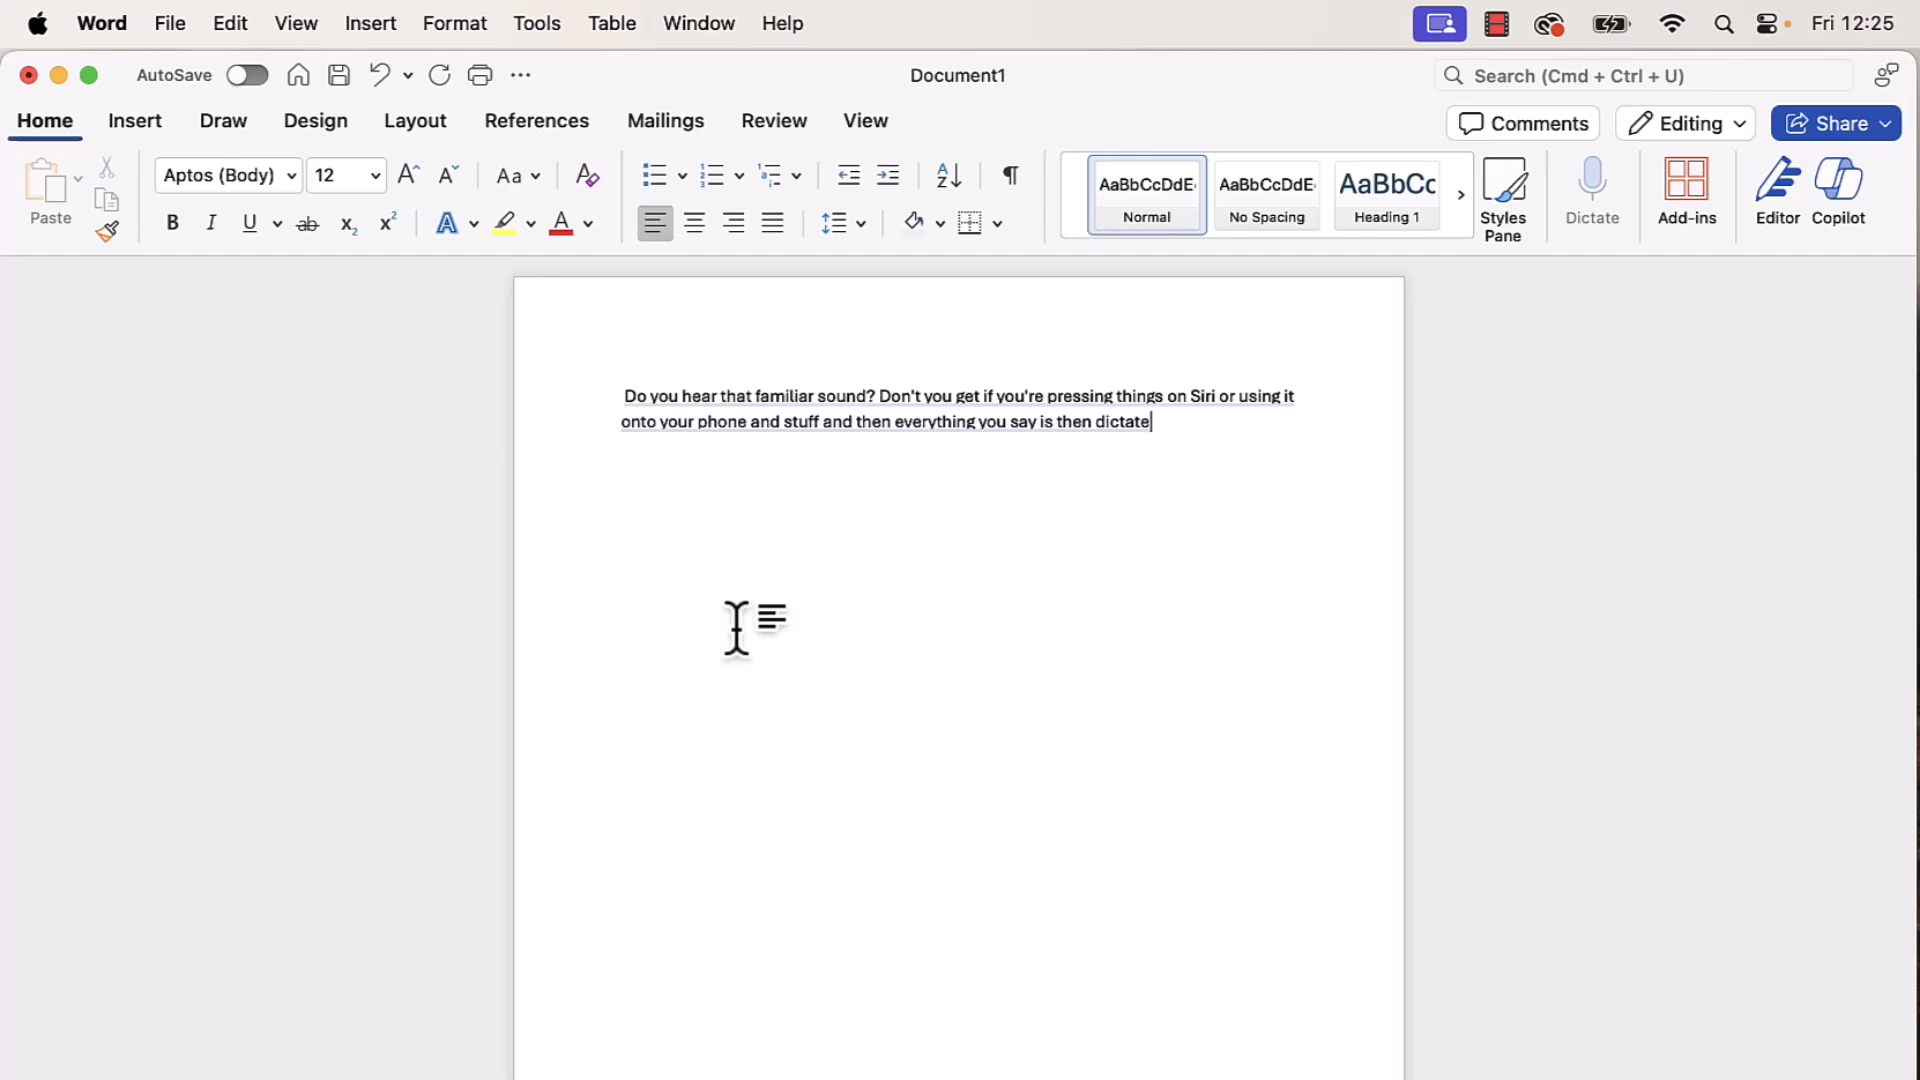 Word File Edit View Insert Format Tools Table Window Help Fri 12:25
AutoSave Document1 Search (Cmd + Ctrl + U)
Home Insert Draw Design Layout References Mailings Review View Comments Editing Share
Paste Aptos (Body) 12 Aa AaBbCcDdE AaBbCcDdE AaBbCc
Normal No Spacing Heading 1 Styles Pane Dictate Add-ins Editor Copilot
B I U ab x₂ x² A A
Do you hear that familiar sound? Don't you get if you're pressing things on Siri or using it
onto your phone and stuff and then everything you say is then dictate